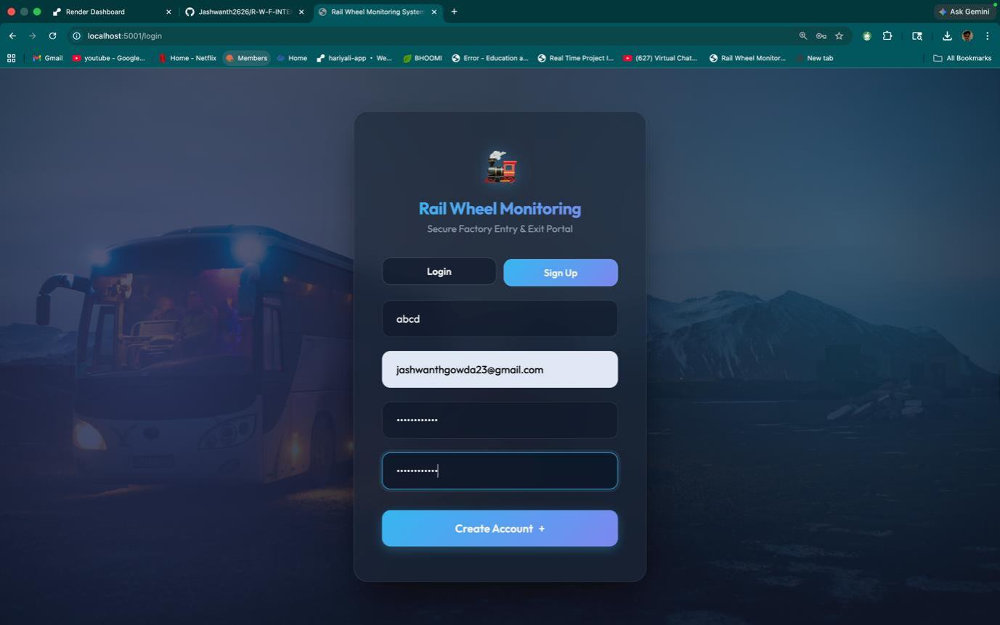 Render Dashboard
Jashwanth2626/R-W-F-INTE
Rail Wheel Monitoring System
Ask Gemini
localhost:5001/login
Gmail
youtube - Google...
Home - Netflix
Members
Home
hariyali-app • We...
BHOOMI
Error - Education a...
Real Time Project I...
(627) Virtual Chat...
Rail Wheel Monitor...
New tab
All Bookmarks
Rail Wheel Monitoring
Secure Factory Entry & Exit Portal
Login
Sign Up
abcd
jashwanthgowda23@gmail.com
••••••••••••
••••••••••••
Create Account +